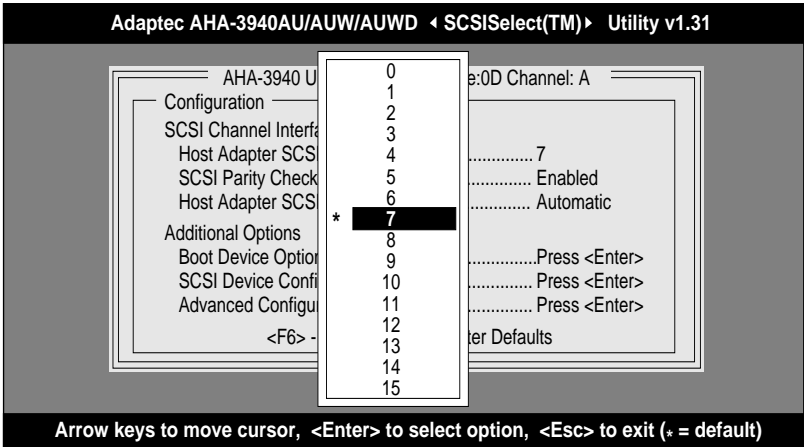 Adaptec AHA-3940AU/AUW/AUWD ◂ SCSISelect(TM) ▸ Utility v1.31
AHA-3940 U
e:0D Channel: A
Configuration
SCSI Channel Interfa
Host Adapter SCSI
..............7
SCSI Parity Check
.............. Enabled
Host Adapter SCSI
.............. Automatic
Additional Options
Boot Device Option
..............Press <Enter>
SCSI Device Confi
.............. Press <Enter>
Advanced Configur
.............. Press <Enter>
<F6> -
ter Defaults
0
1
2
3
4
5
6
* 7
8
9
10
11
12
13
14
15
Arrow keys to move cursor, <Enter> to select option, <Esc> to exit (* = default)